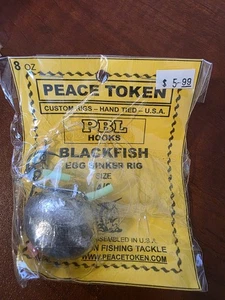 8 OZ
PEACE TOKEN
$5.99
CUSTOM RIGS - HAND TIED - U.S.A.
PBL
HOOKS
BLACKFISH
EGG SINKER RIG
SIZE
ASSEMBLED IN U.S.A.
FISHING TACKLE
WWW.PEACETOKEN.COM